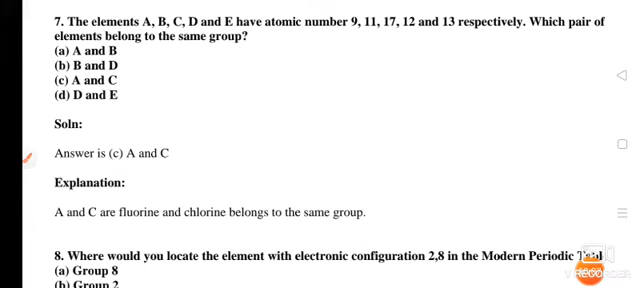 7. The elements A, B, C, D and E have atomic number 9, 11, 17, 12 and 13 respectively. Which pair of
elements belong to the same group?
(a) A and B
(b) B and D
(c) A and C
(d) D and E
Soln:
Answer is (c) A and C
Explanation:
A and C are fluorine and chlorine belongs to the same group.
8. Where would you locate the element with electronic configuration 2,8 in the Modern Periodic
(a) Group 8
(b) Group 2